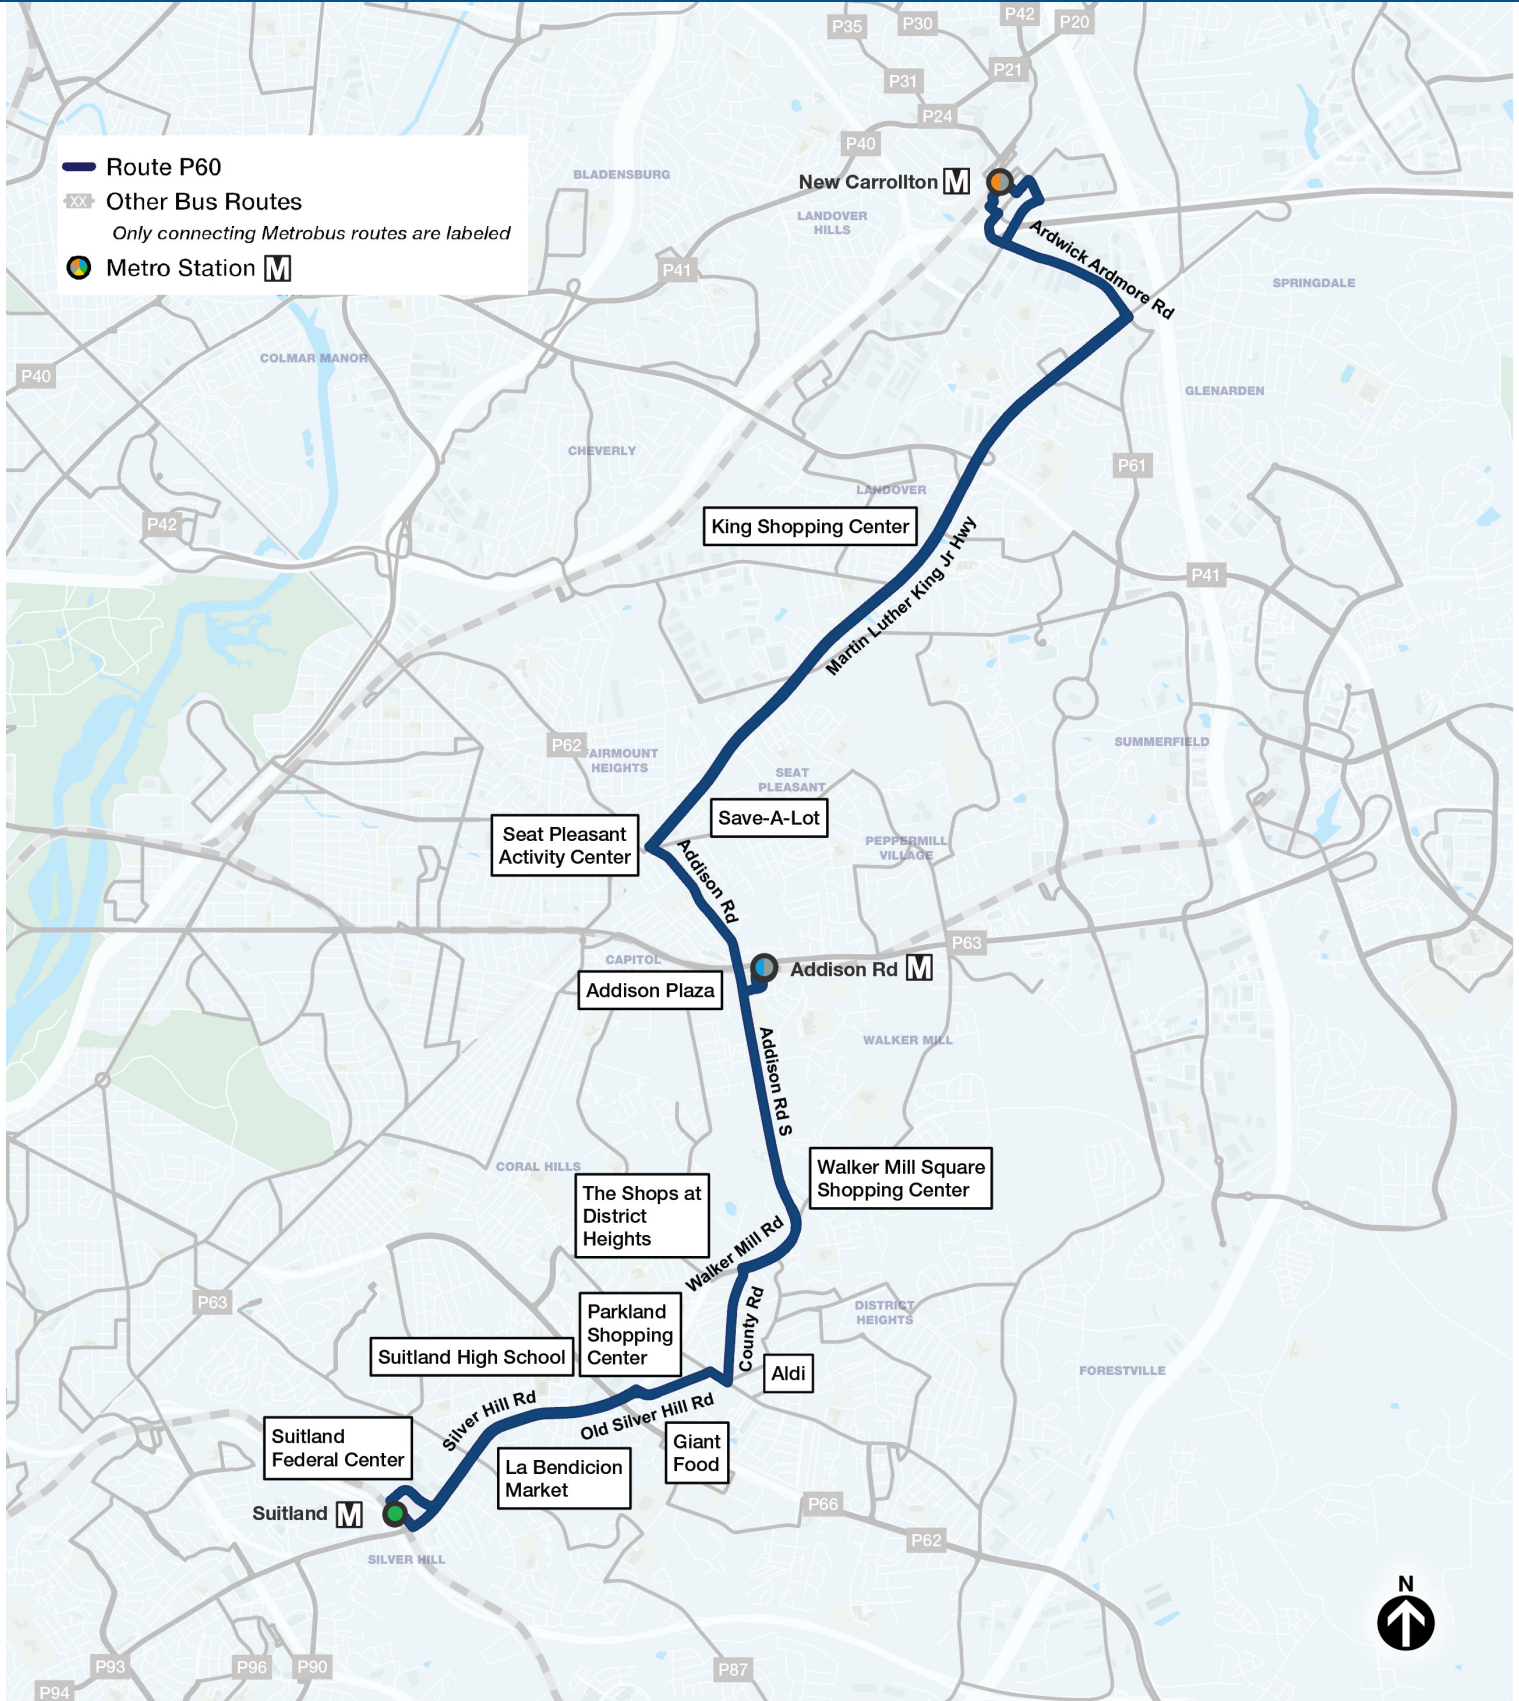 P35
P30
P42
P20
P31
P21
P24
P40
Route P60
XX Other Bus Routes
Only connecting Metrobus routes are labeled
Metro Station M
BLADENSBURG
New Carrollton M
LANDOVER
HILLS
Ardwick Ardmore Rd
P41
SPRINGDALE
COLMAR MANOR
P40
GLENARDEN
CHEVERLY
P61
LANDOVER
King Shopping Center
P42
Martin Luther King Jr Hwy
P41
P62
FAIRMOUNT
HEIGHTS
SUMMERFIELD
SEAT
PLEASANT
Save-A-Lot
Seat Pleasant
Activity Center
Addison Rd
PEPPERMILL
VILLAGE
P63
CAPITOL
Addison Rd M
Addison Plaza
WALKER MILL
Addison Rd S
CORAL HILLS
Walker Mill Square
Shopping Center
The Shops at
District
Heights
Walker Mill Rd
P63
County Rd
DISTRICT
HEIGHTS
Parkland
Shopping
Center
Suitland High School
Aldi
FORESTVILLE
Silver Hill Rd
Old Silver Hill Rd
Suitland
Federal Center
Giant
Food
La Bendicion
Market
Suitland M
P66
P62
SILVER HILL
N
P93
P96
P90
P87
P94